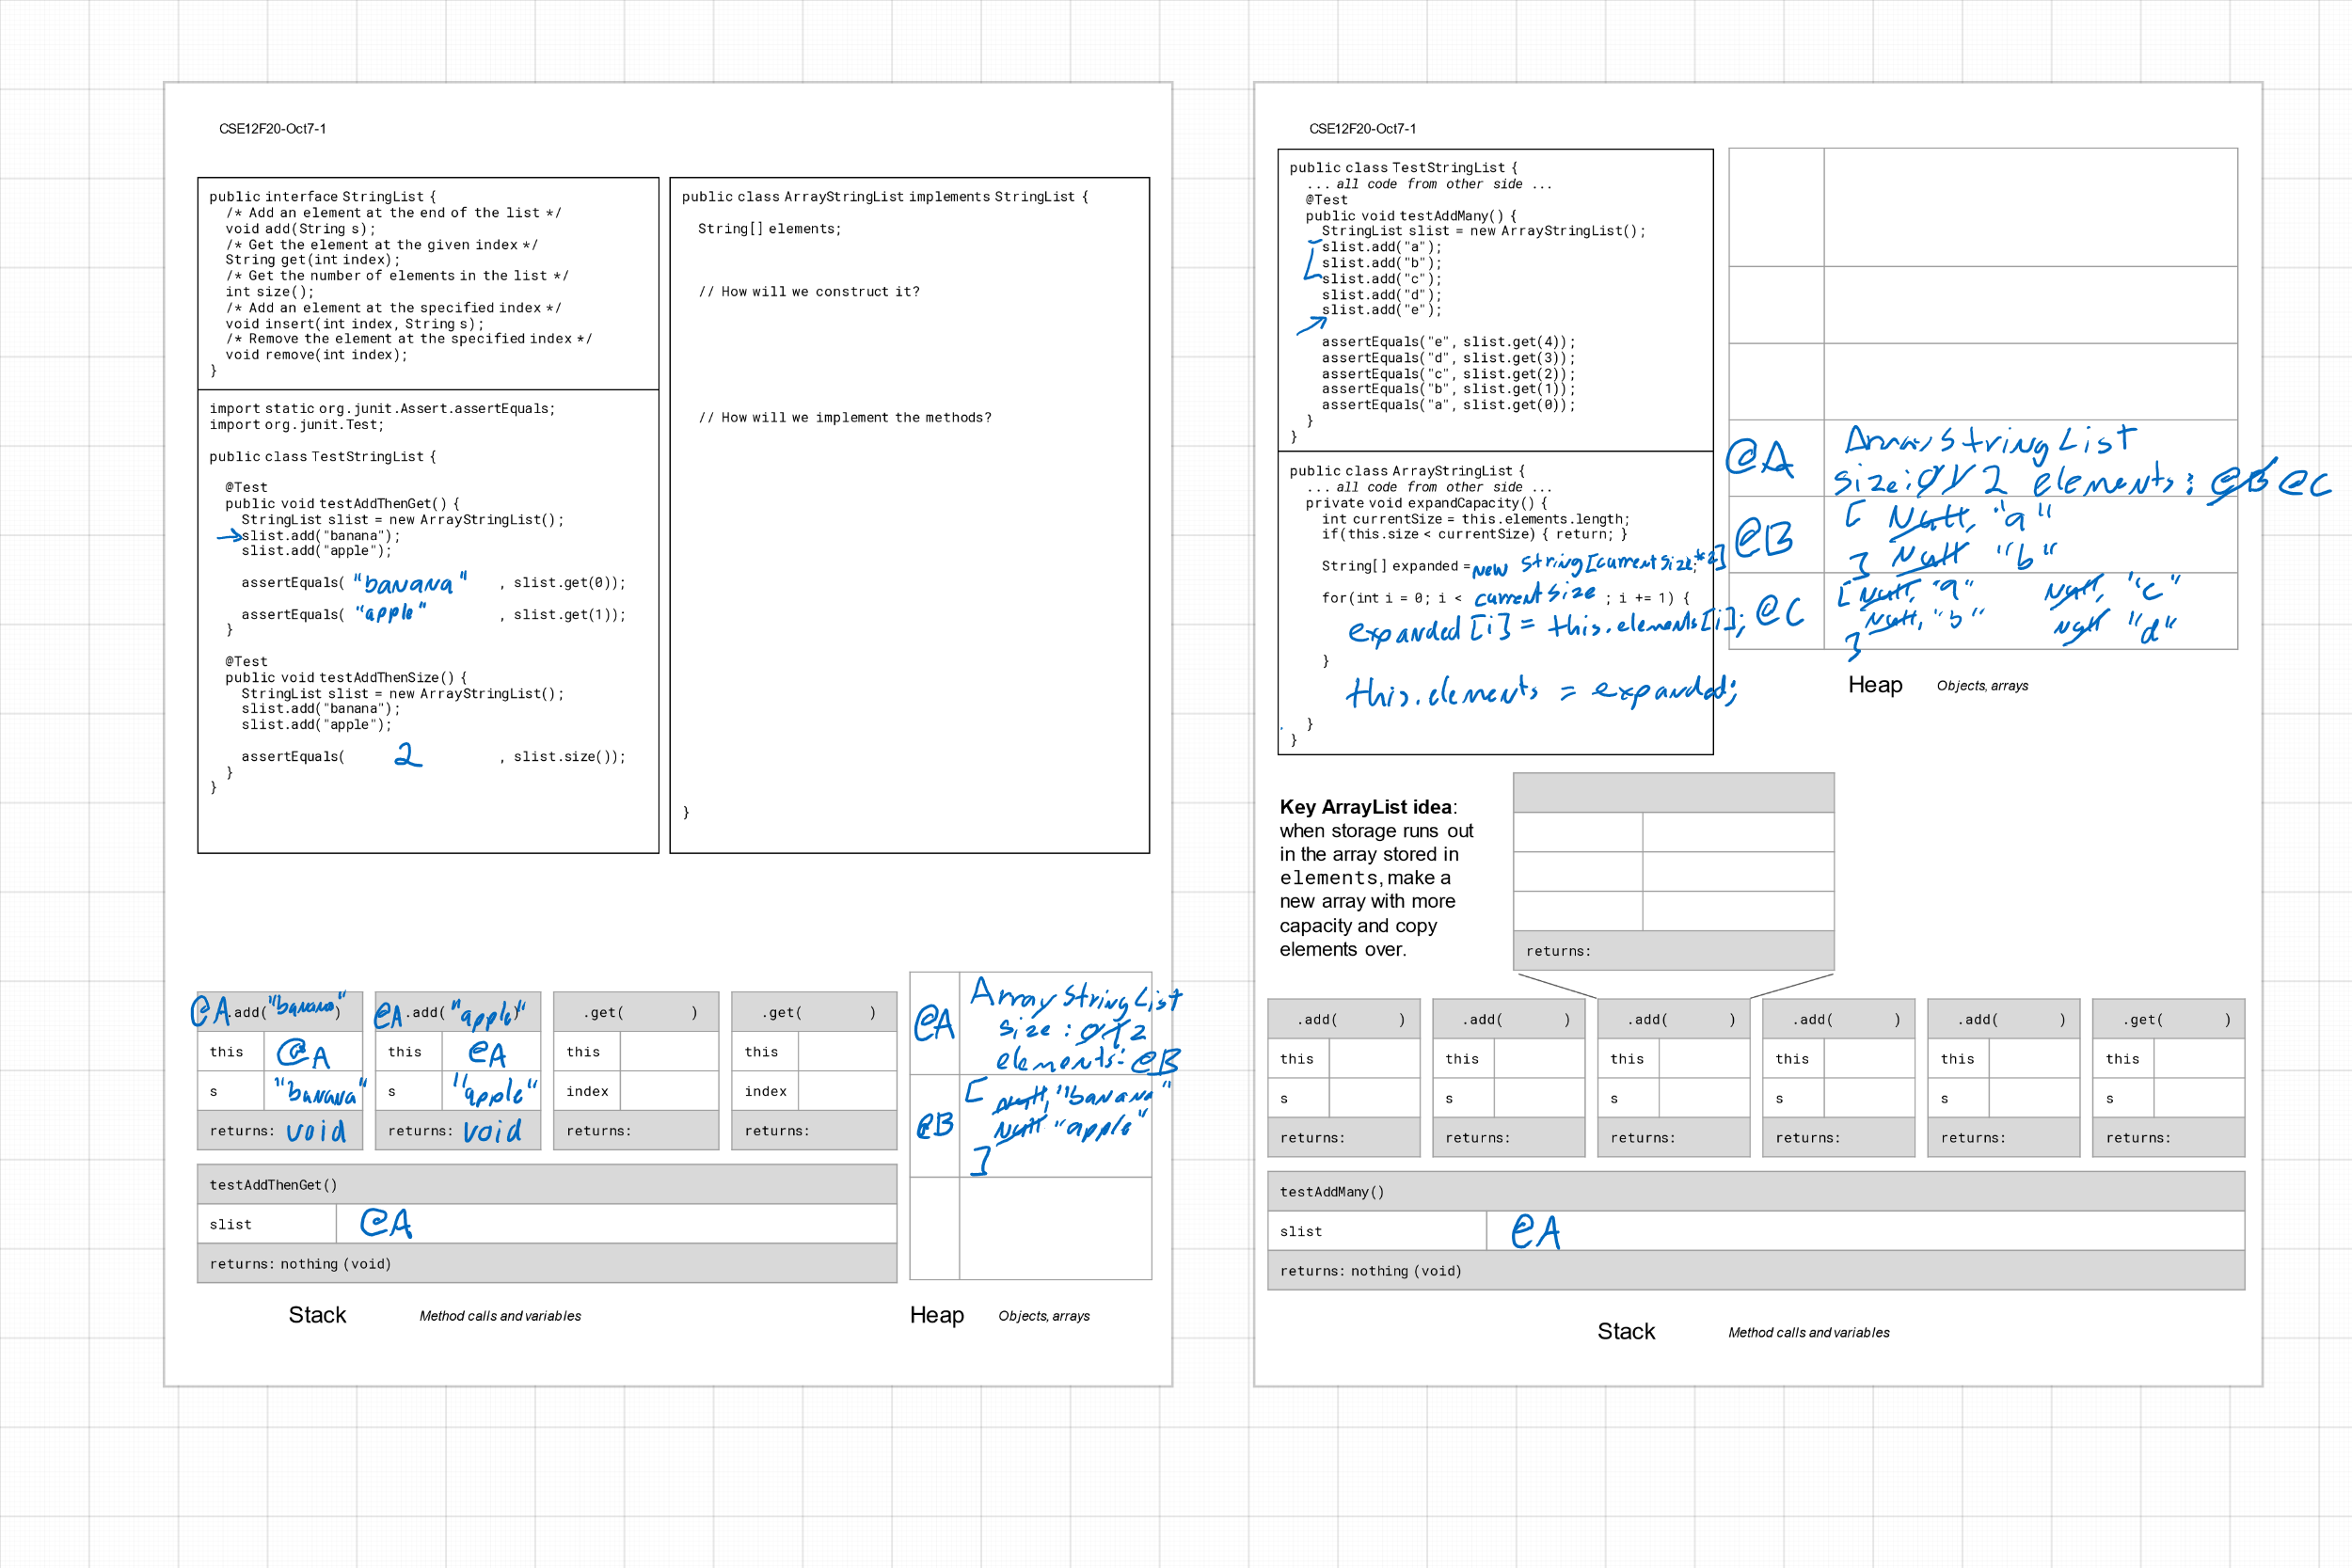 CSE12F20-Oct7-1
public interface StringList {
/* Add an element at the end of the list */
void add(String s);
/* Get the element at the given index */
String get(int index);
/* Get the number of elements in the list */
int size();
/* Add an element at the specified index */
void insert(int index, String s);
/* Remove the element at the specified index */
void remove(int index);
}
import static org.junit.Assert.assertEquals;
import org.junit.Test;
public class TestStringList {
@Test
public void testAddThenGet() {
StringList slist = new ArrayStringList();
slist.add("banana");
slist.add("apple");
assertEquals( "banana" , slist.get(0));
assertEquals( "apple" , slist.get(1));
}
@Test
public void testAddThenSize() {
StringList slist = new ArrayStringList();
slist.add("banana");
slist.add("apple");
assertEquals( 2 , slist.size());
}
}
public class ArrayStringList implements StringList {
String[] elements;
// How will we construct it?
// How will we implement the methods?
}
@A.add("banana")
this @A
s "banana"
returns: void
@A.add("apple")
this @A
s "apple"
returns: void
.get( )
this
index
returns:
.get( )
this
index
returns:
testAddThenGet()
slist @A
returns: nothing (void)
Stack Method calls and variables
@A ArrayStringList
size: 0 1 2
elements: @B
@B [ null, "banana"
null "apple"
]
Heap Objects, arrays
CSE12F20-Oct7-1
public class TestStringList {
... all code from other side ...
@Test
public void testAddMany() {
StringList slist = new ArrayStringList();
slist.add("a");
slist.add("b");
slist.add("c");
slist.add("d");
slist.add("e");
assertEquals("e", slist.get(4));
assertEquals("d", slist.get(3));
assertEquals("c", slist.get(2));
assertEquals("b", slist.get(1));
assertEquals("a", slist.get(0));
}
}
public class ArrayStringList {
... all code from other side ...
private void expandCapacity() {
int currentSize = this.elements.length;
if(this.size < currentSize) { return; }
String[] expanded = new String[currentSize*2];
for(int i = 0; i < currentSize ; i += 1) {
expanded[i] = this.elements[i];
}
this.elements = expanded;
}
}
@A ArrayStringList
size: 0 1 2 elements: @B @C
@B [ null, "a"
] null "b"
@C [ null, "a" null, "c"
null, "b" null "d"
]
Heap Objects, arrays
Key ArrayList idea:
when storage runs out
in the array stored in
elements, make a
new array with more
capacity and copy
elements over.
returns:
.add( )
this
s
returns:
.add( )
this
s
returns:
.add( )
this
s
returns:
.add( )
this
s
returns:
.add( )
this
s
returns:
.get( )
this
s
returns:
testAddMany()
slist @A
returns: nothing (void)
Stack Method calls and variables